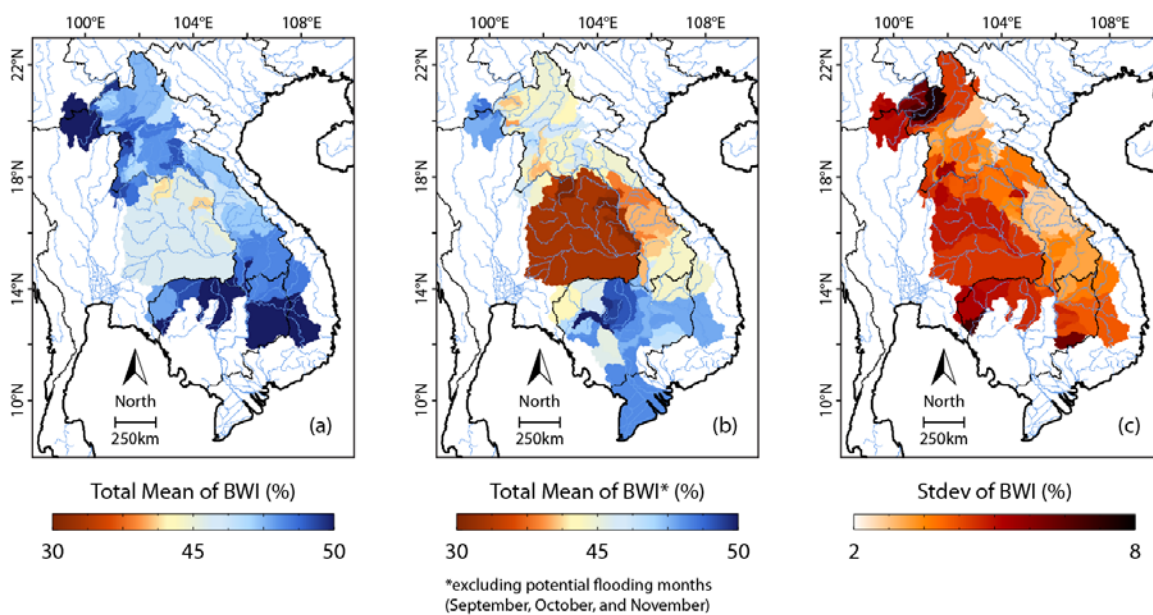 100°E 104°E 108°E
100°E 104°E 108°E
100°E 104°E 108°E
22°N
18°N
14°N
10°N
North
250km
(a)
22°N
18°N
14°N
10°N
North
250km
(b)
22°N
18°N
14°N
10°N
North
250km
(c)
Total Mean of BWI (%)
30 45 50
Total Mean of BWI* (%)
30 45 50
*excluding potential flooding months
(September, October, and November)
Stdev of BWI (%)
2 8